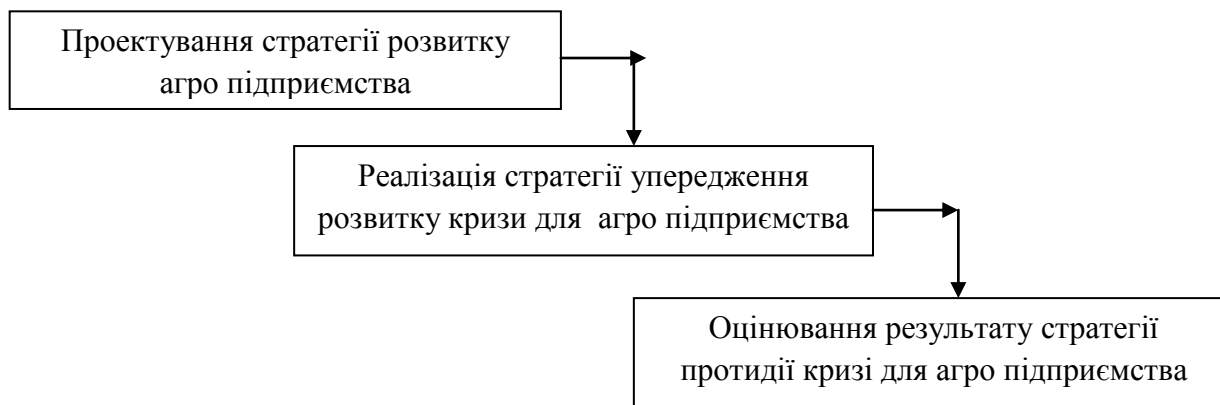 Проектування стратегії розвитку
агро підприємства
Реалізація стратегії упередження
розвитку кризи для агро підприємства
Оцінювання результату стратегії
протидії кризі для агро підприємства